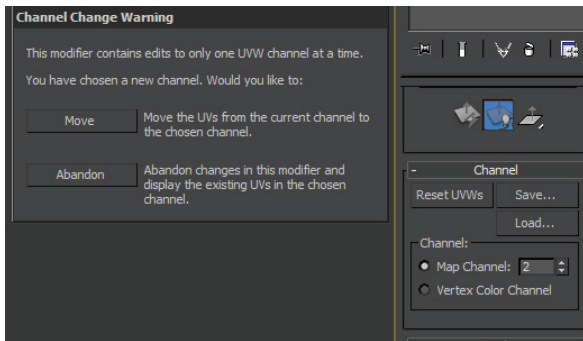 Channel Change Warning
This modifier contains edits to only one UVW channel at a time.
You have chosen a new channel. Would you like to:
Move
Move the UVs from the current channel to
the chosen channel.
Abandon
Abandon changes in this modifier and
display the existing UVs in the chosen
channel.
- Channel
Reset UVWs Save...
Load...
Channel:
Map Channel: 2
Vertex Color Channel